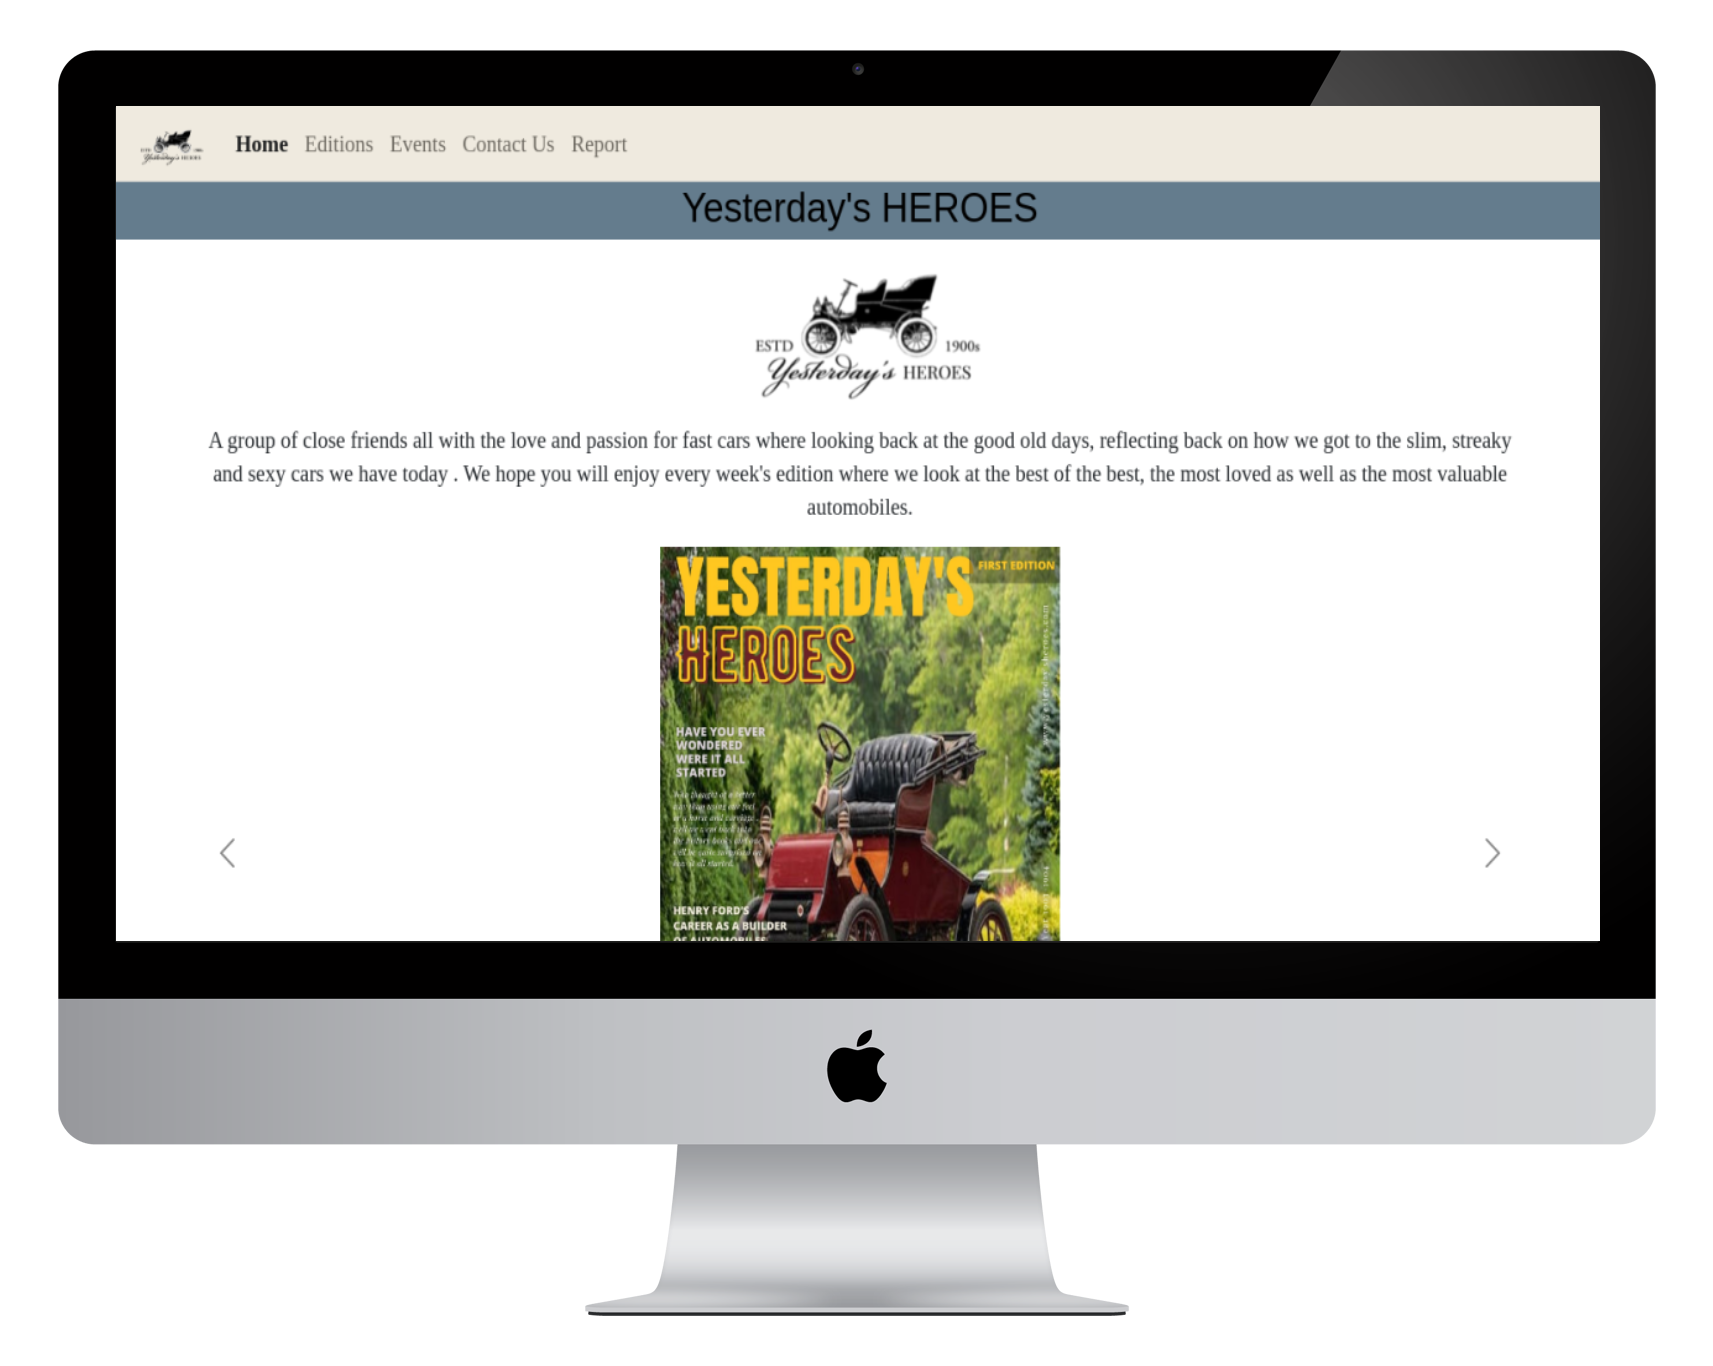 Home Editions Events Contact Us Report
Yesterday's HEROES
ESTD 1900s
Yesterday's HEROES
A group of close friends all with the love and passion for fast cars where looking back at the good old days, reflecting back on how we got to the slim, streaky
and sexy cars we have today . We hope you will enjoy every week's edition where we look at the best of the best, the most loved as well as the most valuable
automobiles.
YESTERDAY'S
FIRST EDITION
HEROES
HAVE YOU EVER
WONDERED
WERE IT ALL
STARTED
HENRY FORD'S
CAREER AS A BUILDER
OF AUTOMOBILES